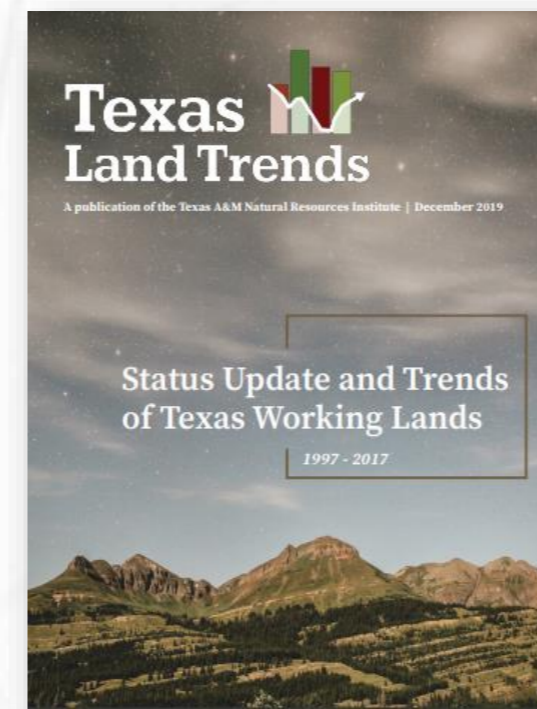 Texas
Land Trends
A publication of the Texas A&M Natural Resources Institute | December 2019
Status Update and Trends
of Texas Working Lands
1997 - 2017